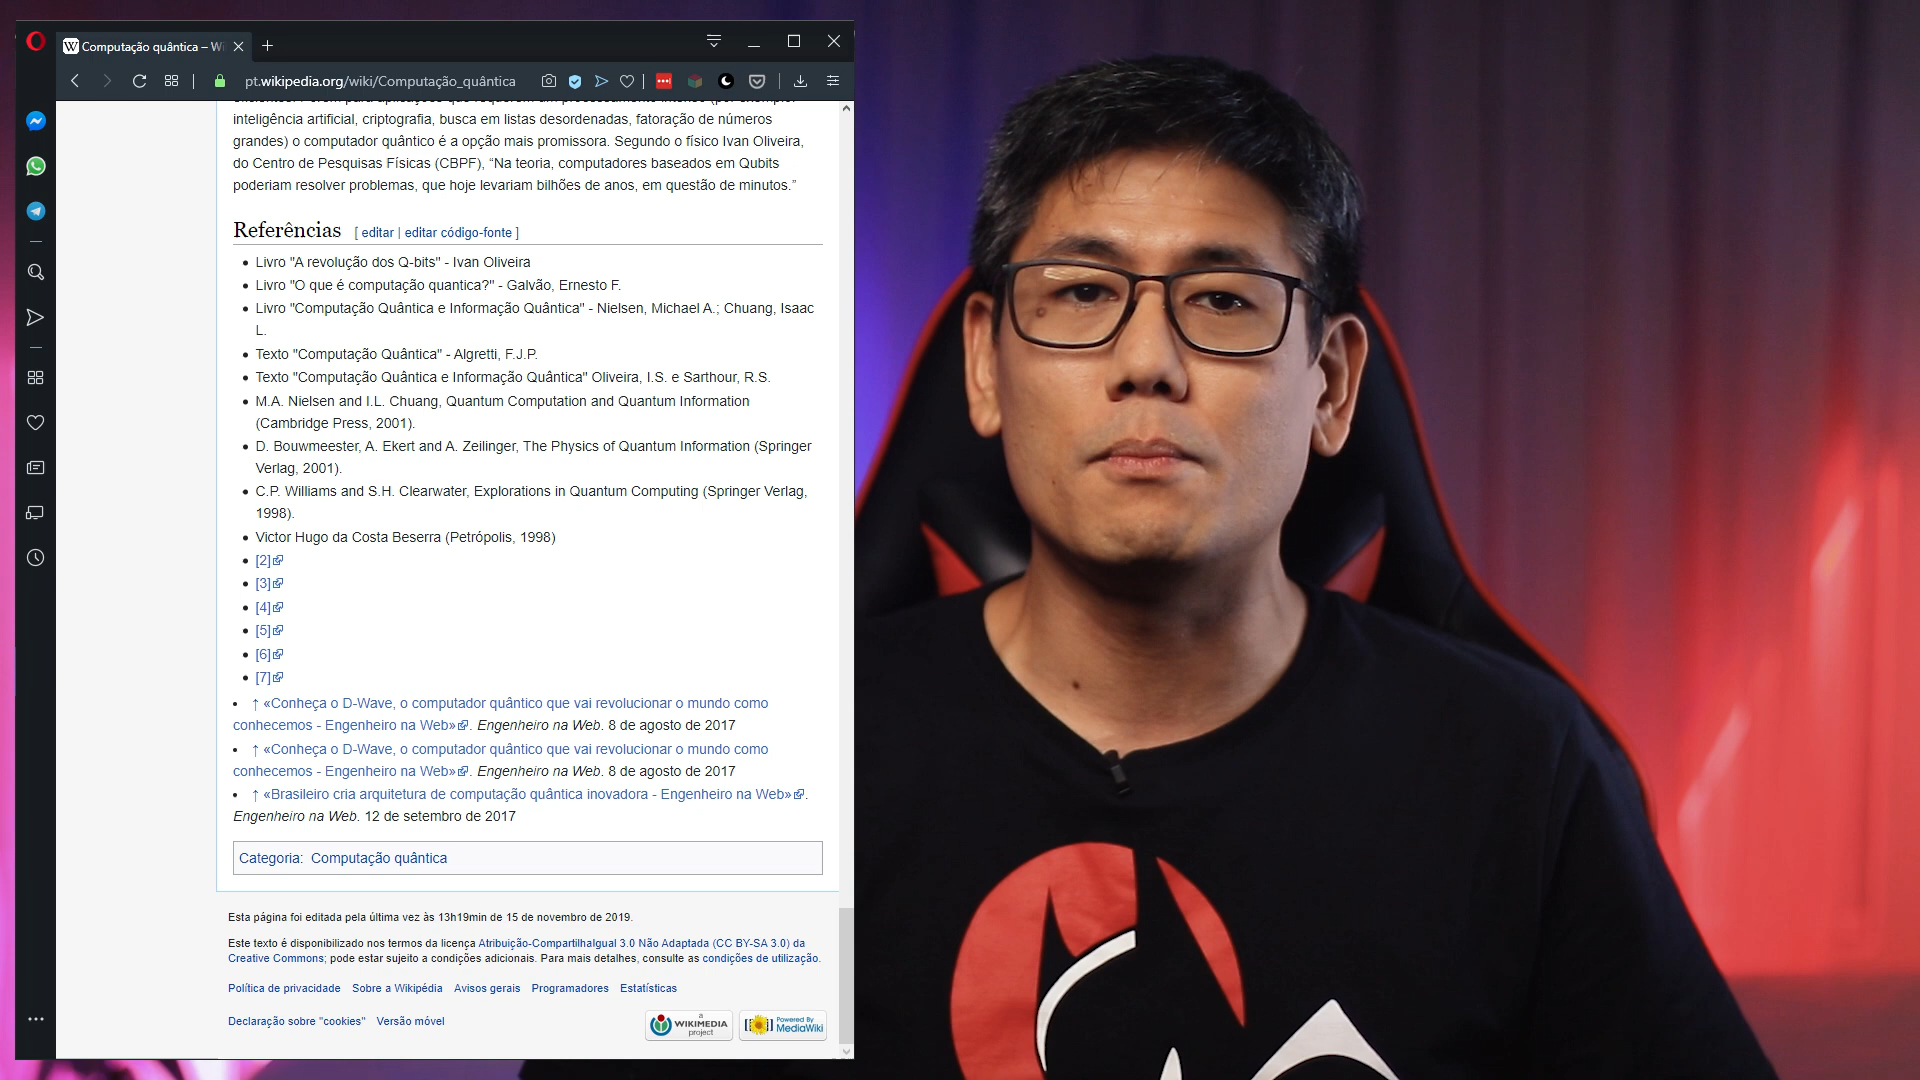 Computação quântica – Wi
pt.wikipedia.org/wiki/Computação_quântica
inteligência artificial, criptografia, busca em listas desordenadas, fatoração de números
grandes) o computador quântico é a opção mais promissora. Segundo o físico Ivan Oliveira,
do Centro de Pesquisas Físicas (CBPF), “Na teoria, computadores baseados em Qubits
poderiam resolver problemas, que hoje levariam bilhões de anos, em questão de minutos.”
Referências [ editar | editar código-fonte ]
• Livro "A revolução dos Q-bits" - Ivan Oliveira
• Livro "O que é computação quantica?" - Galvão, Ernesto F.
• Livro "Computação Quântica e Informação Quântica" - Nielsen, Michael A.; Chuang, Isaac
L.
• Texto "Computação Quântica" - Algretti, F.J.P.
• Texto "Computação Quântica e Informação Quântica" Oliveira, I.S. e Sarthour, R.S.
• M.A. Nielsen and I.L. Chuang, Quantum Computation and Quantum Information
(Cambridge Press, 2001).
• D. Bouwmeester, A. Ekert and A. Zeilinger, The Physics of Quantum Information (Springer
Verlag, 2001).
• C.P. Williams and S.H. Clearwater, Explorations in Quantum Computing (Springer Verlag,
1998).
• Victor Hugo da Costa Beserra (Petrópolis, 1998)
• [2]
• [3]
• [4]
• [5]
• [6]
• [7]
• ↑ «Conheça o D-Wave, o computador quântico que vai revolucionar o mundo como
conhecemos - Engenheiro na Web». Engenheiro na Web. 8 de agosto de 2017
• ↑ «Conheça o D-Wave, o computador quântico que vai revolucionar o mundo como
conhecemos - Engenheiro na Web». Engenheiro na Web. 8 de agosto de 2017
• ↑ «Brasileiro cria arquitetura de computação quântica inovadora - Engenheiro na Web».
Engenheiro na Web. 12 de setembro de 2017
Categoria: Computação quântica
Esta página foi editada pela última vez às 13h19min de 15 de novembro de 2019.
Este texto é disponibilizado nos termos da licença Atribuição-CompartilhaIgual 3.0 Não Adaptada (CC BY-SA 3.0) da
Creative Commons; pode estar sujeito a condições adicionais. Para mais detalhes, consulte as condições de utilização.
Política de privacidade Sobre a Wikipédia Avisos gerais Programadores Estatísticas
Declaração sobre "cookies" Versão móvel
A WIKIMEDIA project
Powered By MediaWiki